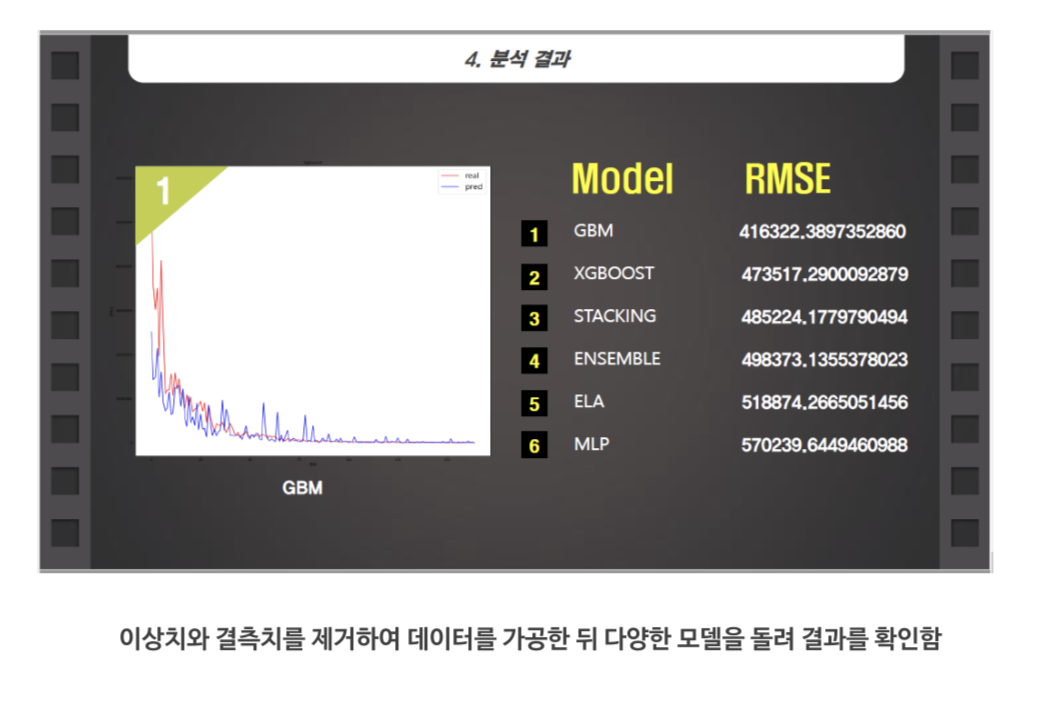 4. 분석 결과
1
real
pred
GBM
Model RMSE
1 GBM 416322.3897352860
2 XGBOOST 473517.2900092879
3 STACKING 485224.1779790494
4 ENSEMBLE 498373.1355378023
5 ELA 518874.2665051456
6 MLP 570239.6449460988
이상치와 결측치를 제거하여 데이터를 가공한 뒤 다양한 모델을 돌려 결과를 확인함